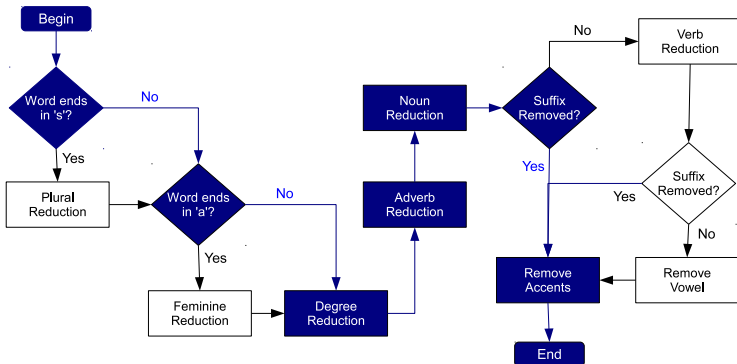 Begin
Word ends
in 's'?
No
Yes
Plural
Reduction
Word ends
in 'a'?
No
Yes
Feminine
Reduction
Degree
Reduction
Adverb
Reduction
Noun
Reduction
Suffix
Removed?
No
Yes
Verb
Reduction
Suffix
Removed?
Yes
No
Remove
Vowel
Remove
Accents
End